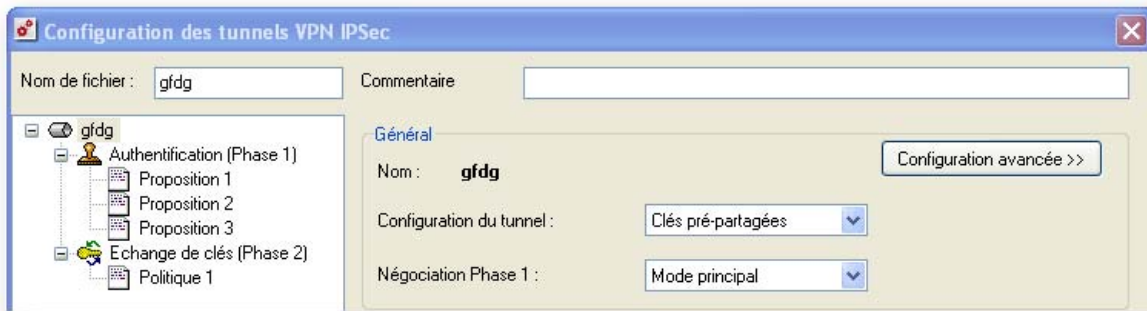 Configuration des tunnels VPN IPSec
Nom de fichier :
gfdg
Commentaire
gfdg
Authentification (Phase 1)
Proposition 1
Proposition 2
Proposition 3
Echange de clés (Phase 2)
Politique 1
Général
Nom :
gfdg
Configuration avancée >>
Configuration du tunnel :
Clés pré-partagées
Négociation Phase 1 :
Mode principal